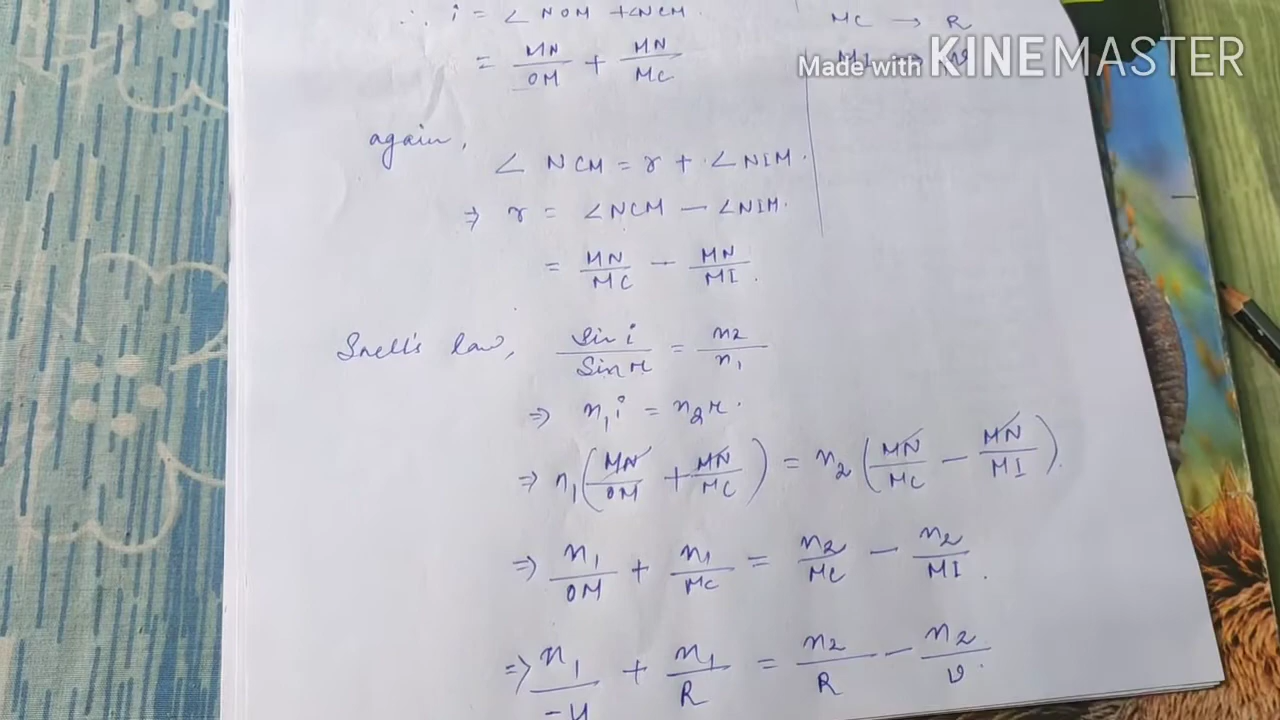 ∴ i = ∠NOM + ∠NCM.
= MN/OM + MN/MC
MC → R
Made with KINEMASTER
again,
∠NCM = r + ∠NIM.
⇒ r = ∠NCM − ∠NIM.
= MN/MC − MN/MI.
Snell's law, Sin i/Sin r = n2/n1
⇒ n1i = n2r.
⇒ n1(MN/OM + MN/MC) = n2(MN/MC − MN/MI).
⇒ n1/OM + n1/MC = n2/MC − n2/MI.
⇒ n1/-u + n1/R = n2/R − n2/v.